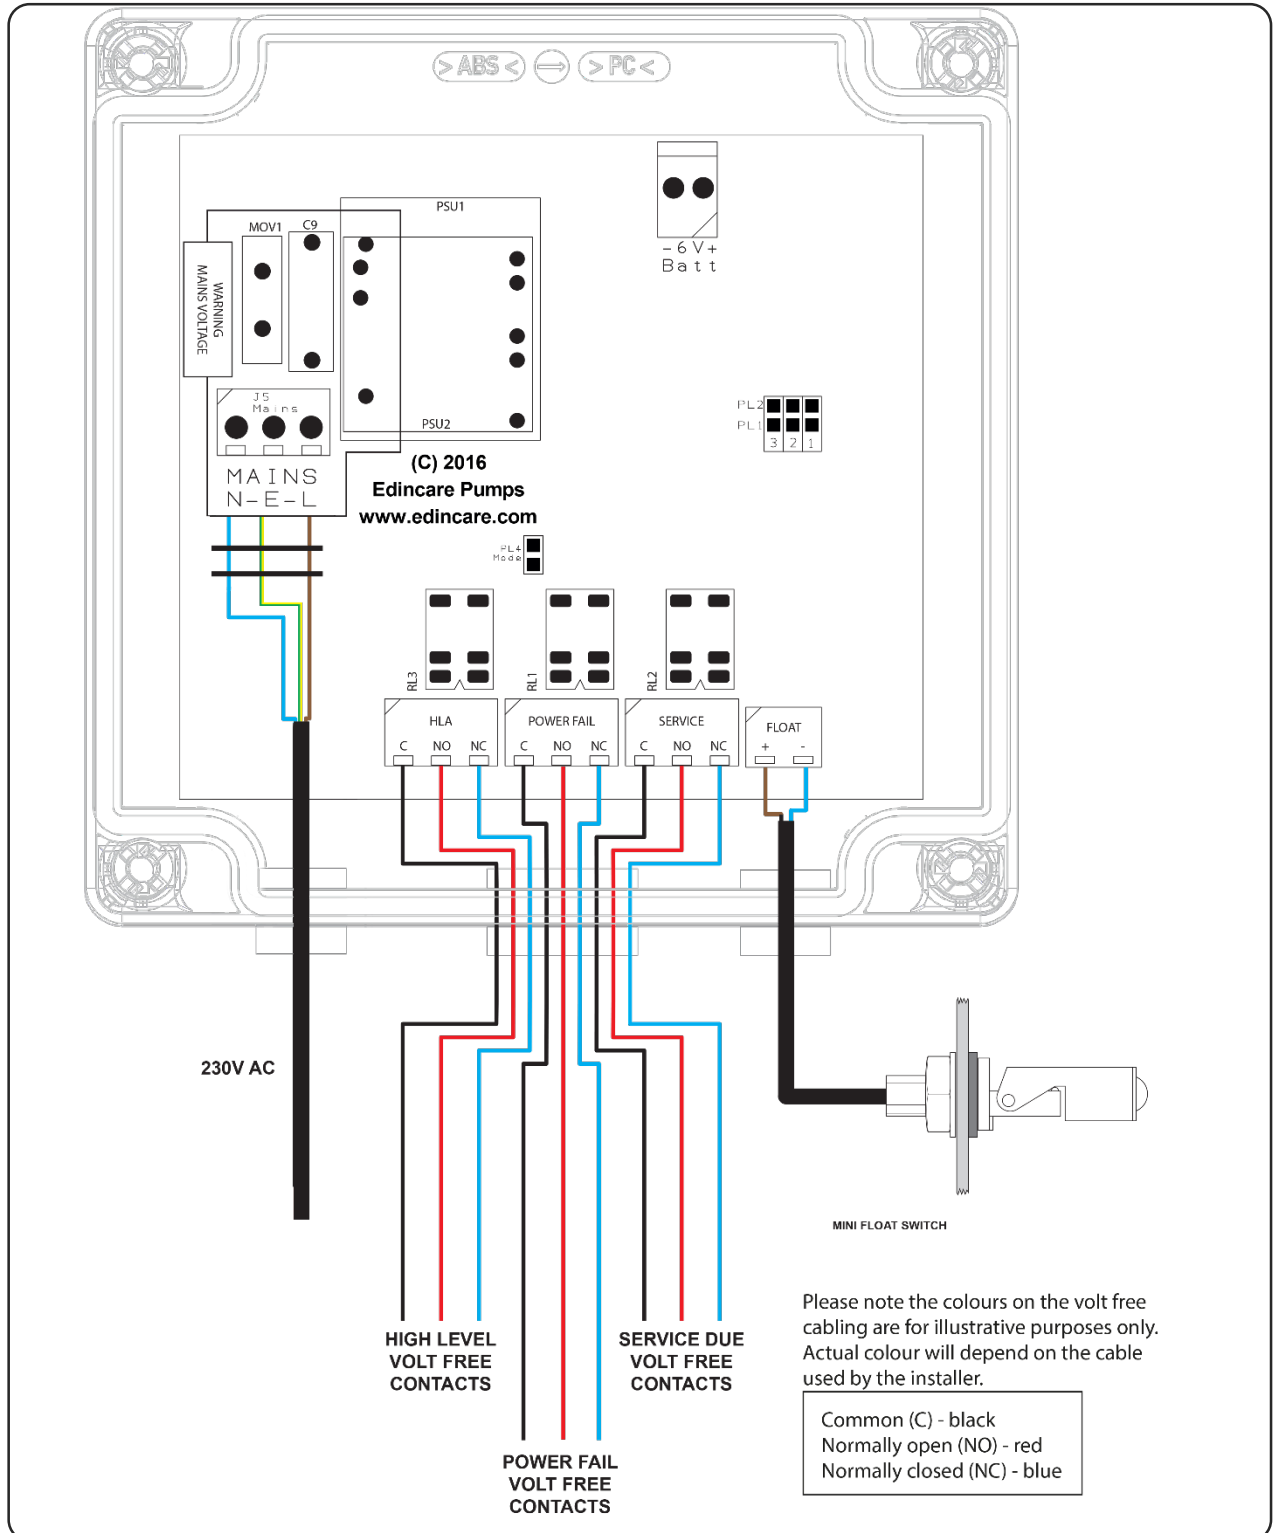 > ABS < > PC <
PSU1
MOV1 C9
-6V+
Batt
WARNING
MAINS VOLTAGE
J5
Mains
PL2
PL1
3 2 1
PSU2
MAINS
N-E-L
(C) 2016
Edincare Pumps
www.edincare.com
PL4
Mode
RL3 RL1 RL2
HLA POWER FAIL SERVICE FLOAT
C NO NC C NO NC C NO NC + -
230V AC
MINI FLOAT SWITCH
HIGH LEVEL
VOLT FREE
CONTACTS
SERVICE DUE
VOLT FREE
CONTACTS
POWER FAIL
VOLT FREE
CONTACTS
Please note the colours on the volt free
cabling are for illustrative purposes only.
Actual colour will depend on the cable
used by the installer.
Common (C) - black
Normally open (NO) - red
Normally closed (NC) - blue